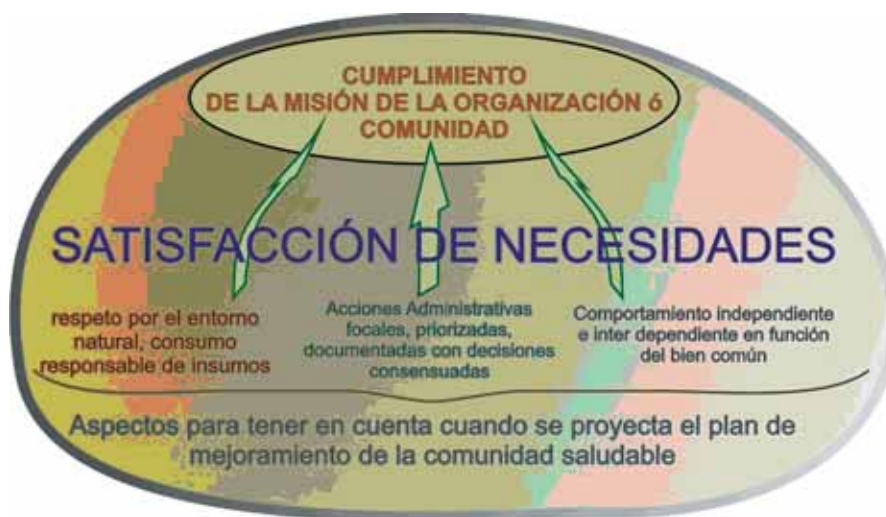 CUMPLIMIENTO
DE LA MISIÓN DE LA ORGANIZACIÓN ó
COMUNIDAD
SATISFACCIÓN DE NECESIDADES
respeto por el entorno
natural, consumo
responsable de insumos
Acciones Administrativas
focales, priorizadas,
documentadas con decisiones
consensuadas
Comportamiento independiente
e inter dependiente en función
del bien común
Aspectos para tener en cuenta cuando se proyecta el plan de
mejoramiento de la comunidad saludable